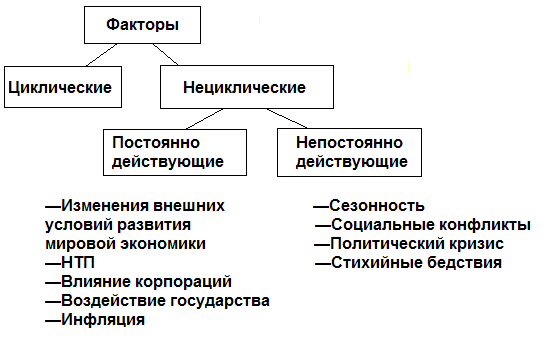 Факторы
Циклические
Нециклические
Постоянно
действующие
Непостоянно
действующие
—Изменения внешних
условий развития
мировой экономики
—НТП
—Влияние корпораций
—Воздействие государства
—Инфляция
—Сезонность
—Социальные конфликты
—Политический кризис
—Стихийные бедствия